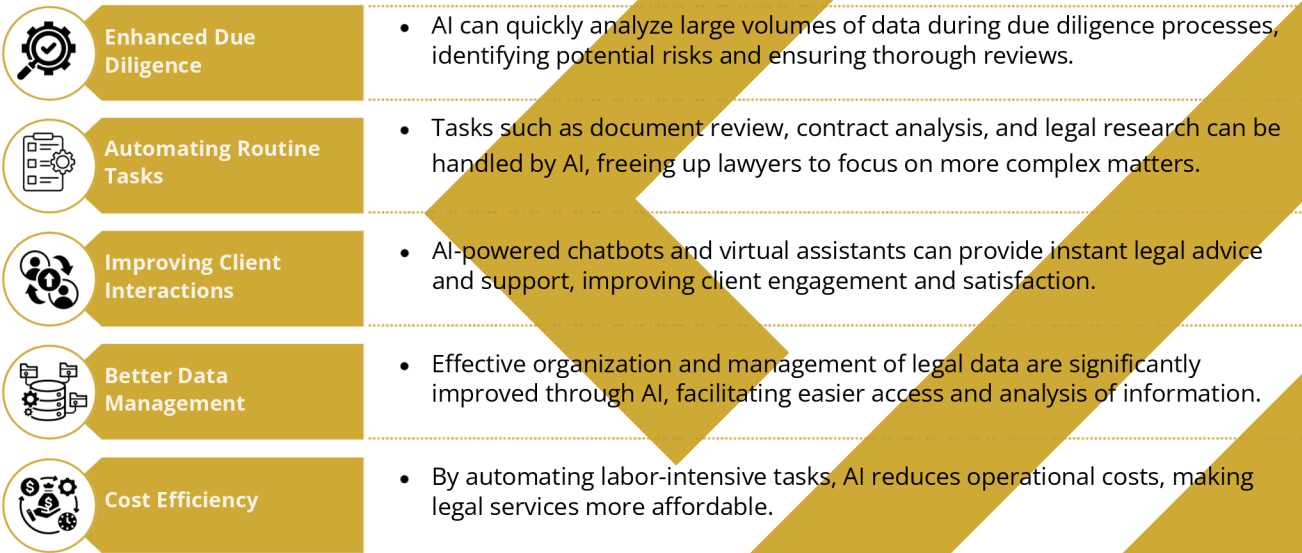 Enhanced Due
Diligence
• AI can quickly analyze large volumes of data during due diligence processes,
identifying potential risks and ensuring thorough reviews.
Automating Routine
Tasks
• Tasks such as document review, contract analysis, and legal research can be
handled by AI, freeing up lawyers to focus on more complex matters.
Improving Client
Interactions
• AI-powered chatbots and virtual assistants can provide instant legal advice
and support, improving client engagement and satisfaction.
Better Data
Management
• Effective organization and management of legal data are significantly
improved through AI, facilitating easier access and analysis of information.
Cost Efficiency
• By automating labor-intensive tasks, AI reduces operational costs, making
legal services more affordable.